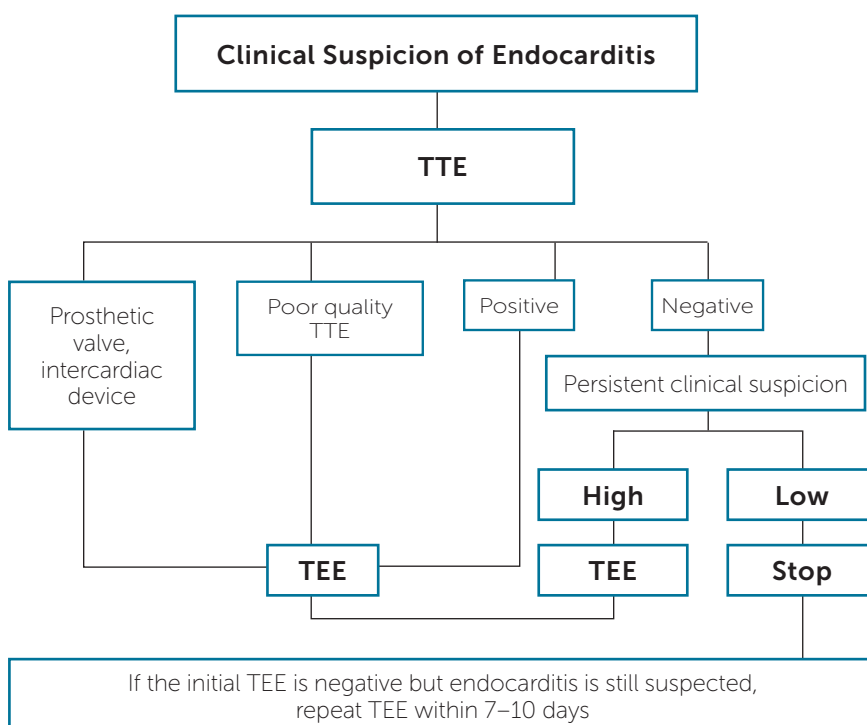 Clinical Suspicion of Endocarditis
TTE
Prosthetic
valve,
intercardiac
device
Poor quality
TTE
Positive
Negative
Persistent clinical suspicion
High
Low
TEE
TEE
Stop
If the initial TEE is negative but endocarditis is still suspected,
repeat TEE within 7–10 days